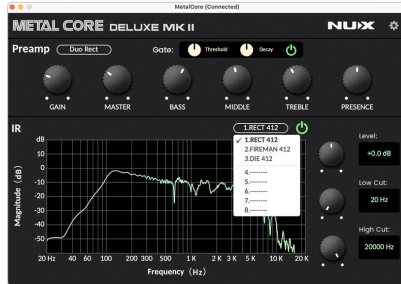 MetalCore (Connected)
METAL CORE DELUXE MK II
NUX
Preamp
Duo Rect
Gate:
Threshold
Decay
GAIN
MASTER
BASS
MIDDLE
TREBLE
PRESENCE
IR
1.RECT 412
✓ 1.RECT 412
2.FIREMAN 412
3.DIE 412
4.--------
5.--------
6.--------
7.--------
8.--------
dB
20
10
0
-10
-20
-30
-40
-50
Magnitude (dB)
20 Hz 40 60 100 200 300 500 1 K 2 K 3 K 5 K 10 K 20 K
Frequency (Hz)
Level:
+0.0 dB
Low Cut:
20 Hz
High Cut:
20000 Hz